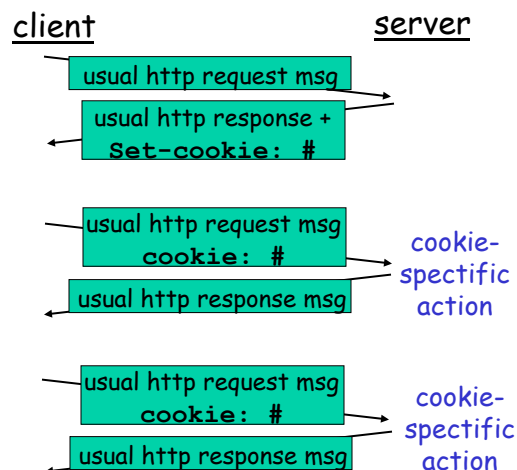 client
server
usual http request msg
usual http response +
Set-cookie: #
usual http request msg
cookie: #
usual http response msg
cookie-
spectific
action
usual http request msg
cookie: #
usual http response msg
cookie-
spectific
action